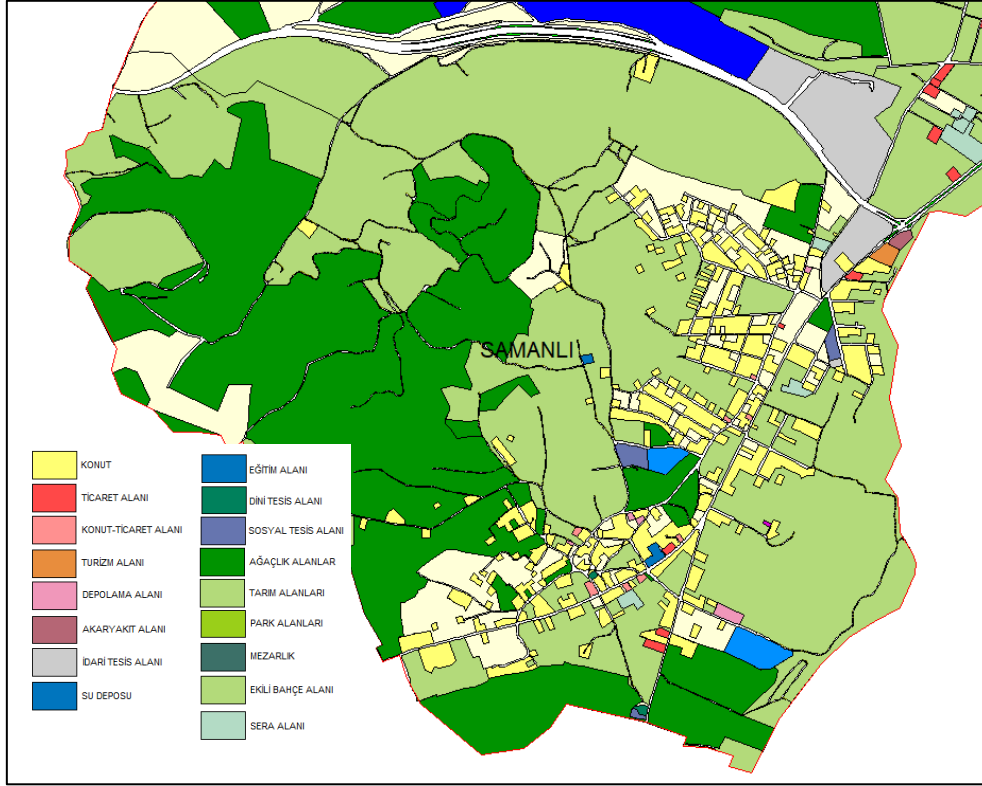 SAMANLI
KONUT
TİCARET ALANI
KONUT-TİCARET ALANI
TURİZM ALANI
DEPOLAMA ALANI
AKARYAKIT ALANI
İDARİ TESİS ALANI
SU DEPOSU
EĞİTİM ALANI
DİNİ TESİS ALANI
SOSYAL TESİS ALANI
AĞAÇLIK ALANLAR
TARIM ALANLARI
PARK ALANLARI
MEZARLIK
EKİLİ BAHÇE ALANI
SERA ALANI